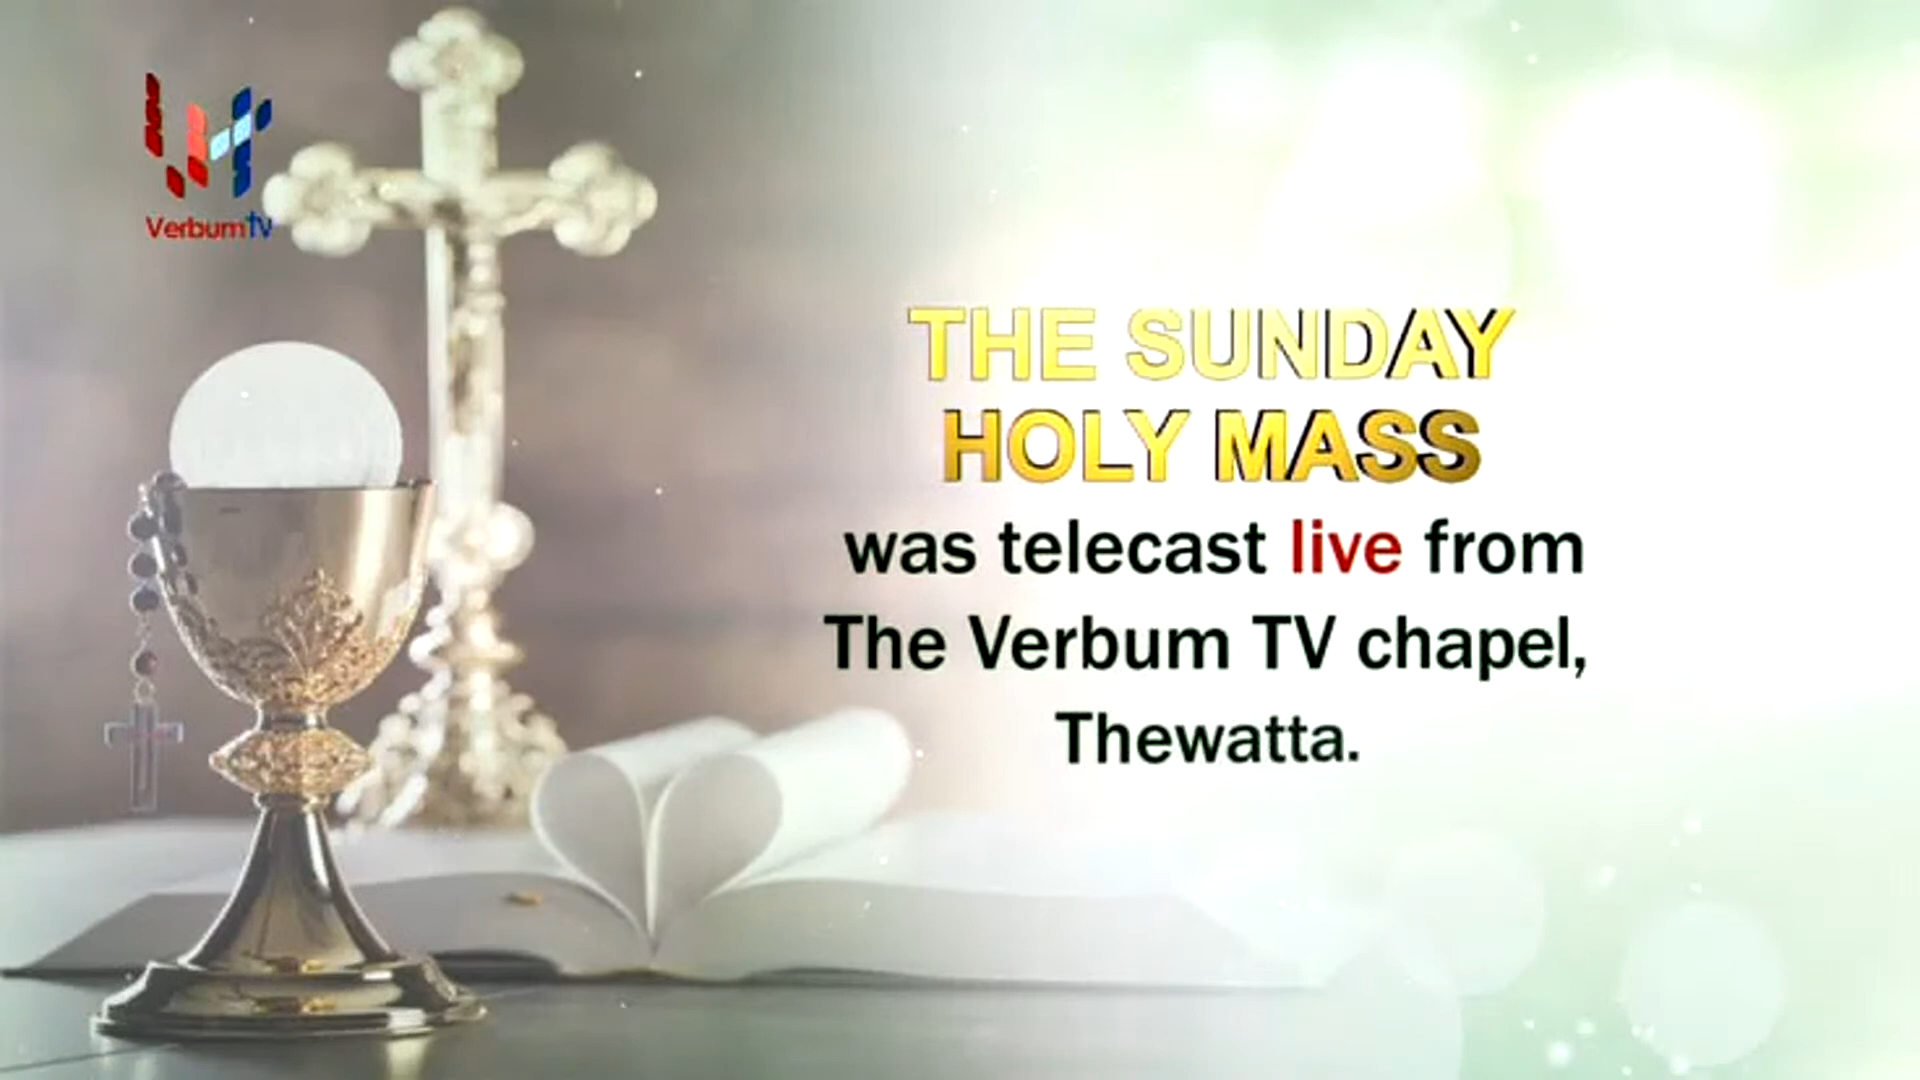 VerbumTV
THE SUNDAY
HOLY MASS
was telecast live from
The Verbum TV chapel,
Thewatta.